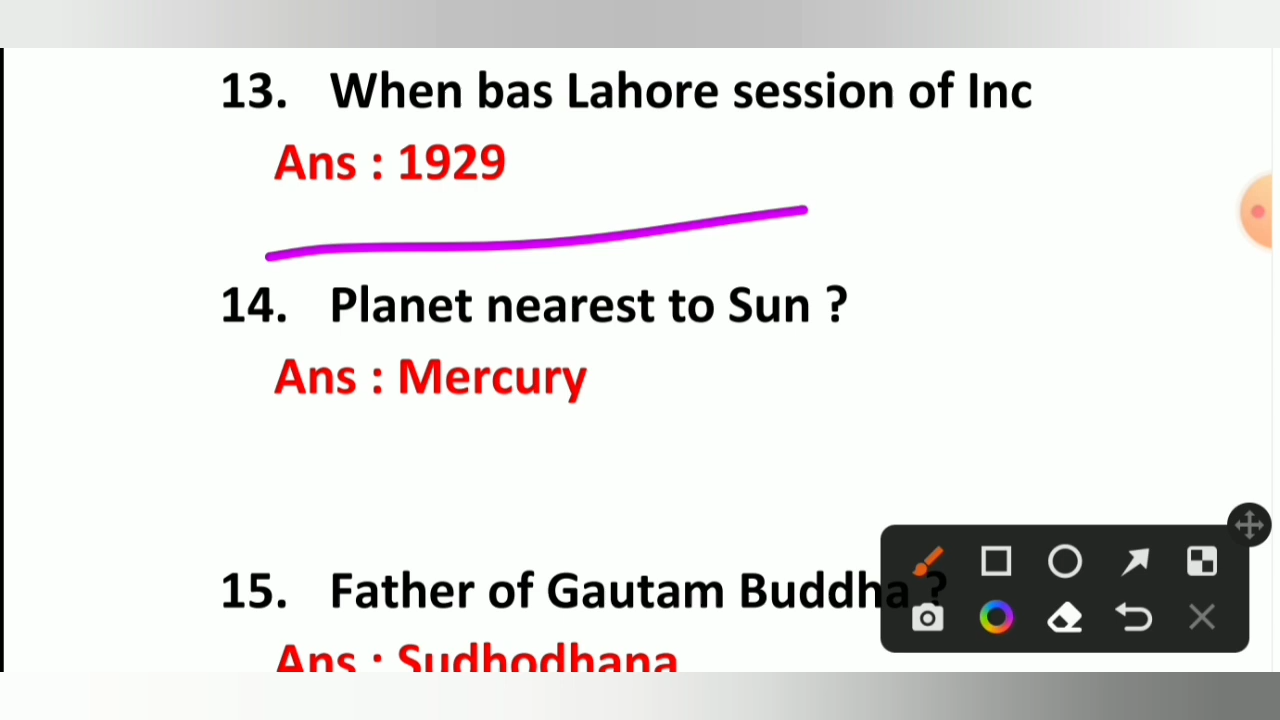 13. When bas Lahore session of Inc
Ans : 1929
14. Planet nearest to Sun ?
Ans : Mercury
15. Father of Gautam Buddha ?
Ans : Sudhodhana